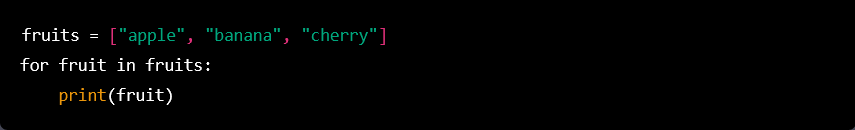 fruits = ["apple", "banana", "cherry"]
for fruit in fruits:
    print(fruit)